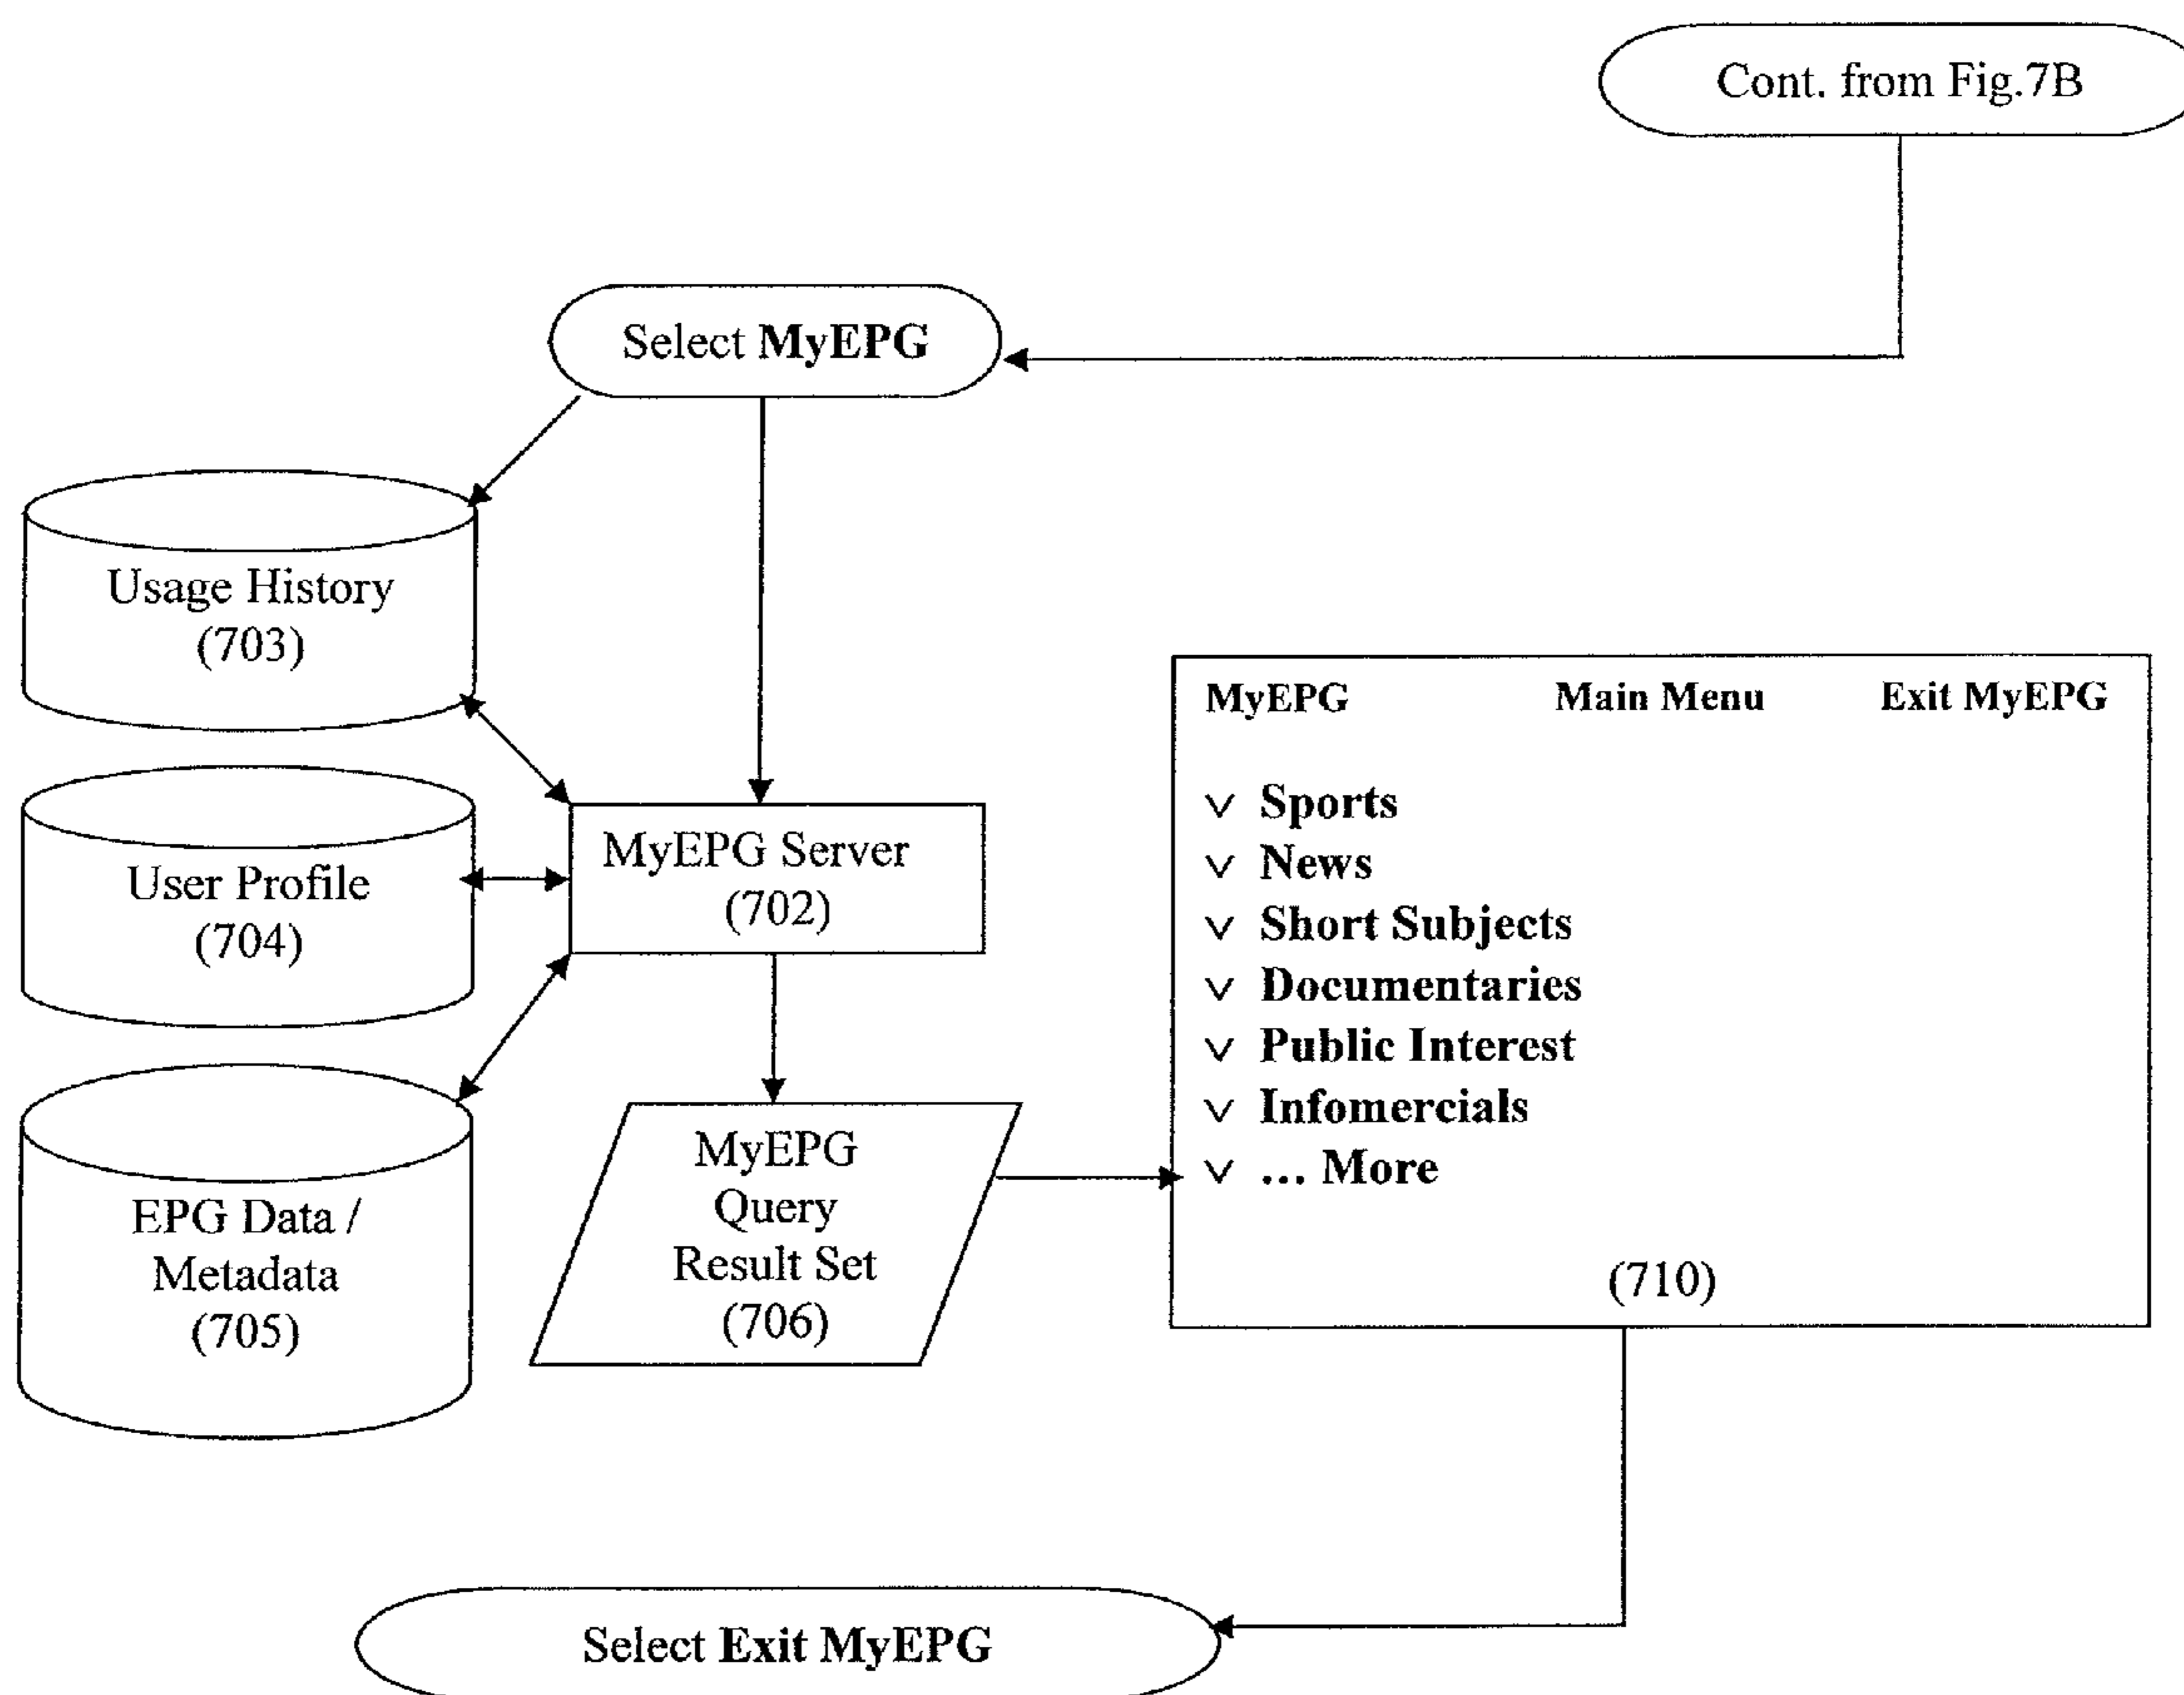 Cont. from Fig.7B
Select MyEPG
Usage History
(703)
User Profile
(704)
EPG Data /
Metadata
(705)
MyEPG Server
(702)
MyEPG
Query
Result Set
(706)
MyEPG Main Menu Exit MyEPG
v Sports
v News
v Short Subjects
v Documentaries
v Public Interest
v Infomercials
v ... More
(710)
Select Exit MyEPG